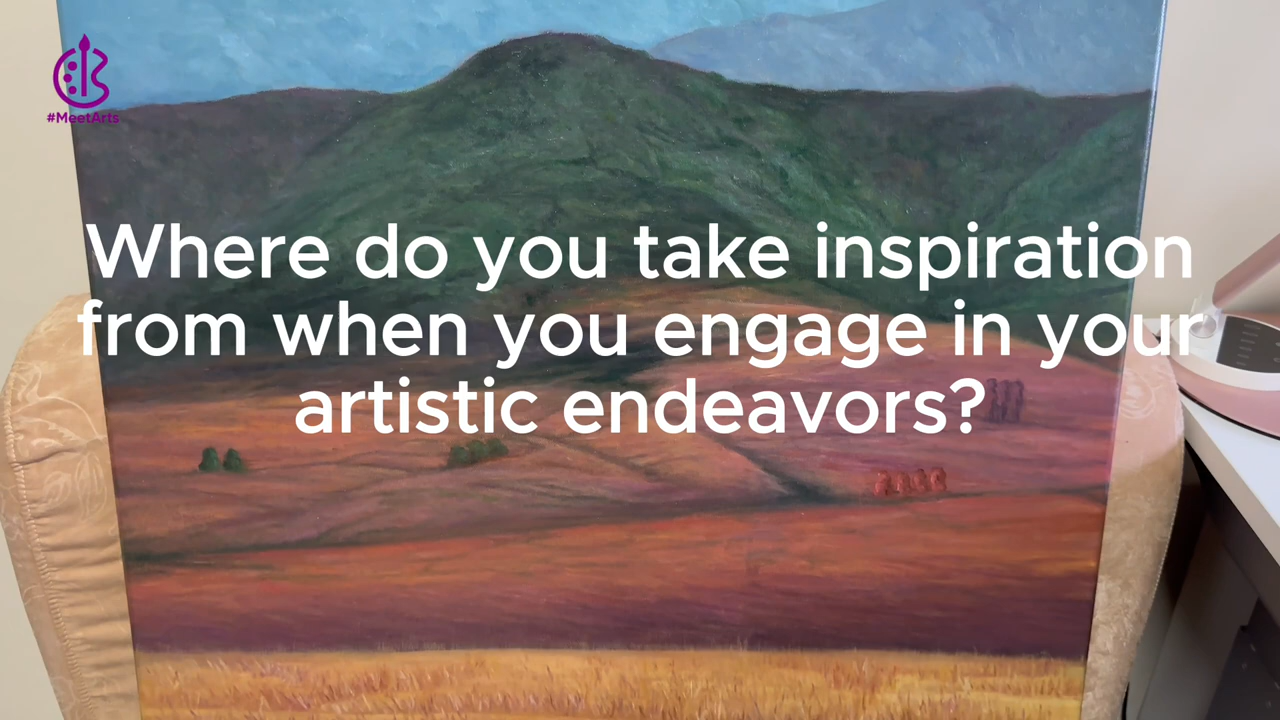 #MeetArts
Where do you take inspiration
from when you engage in your
artistic endeavors?